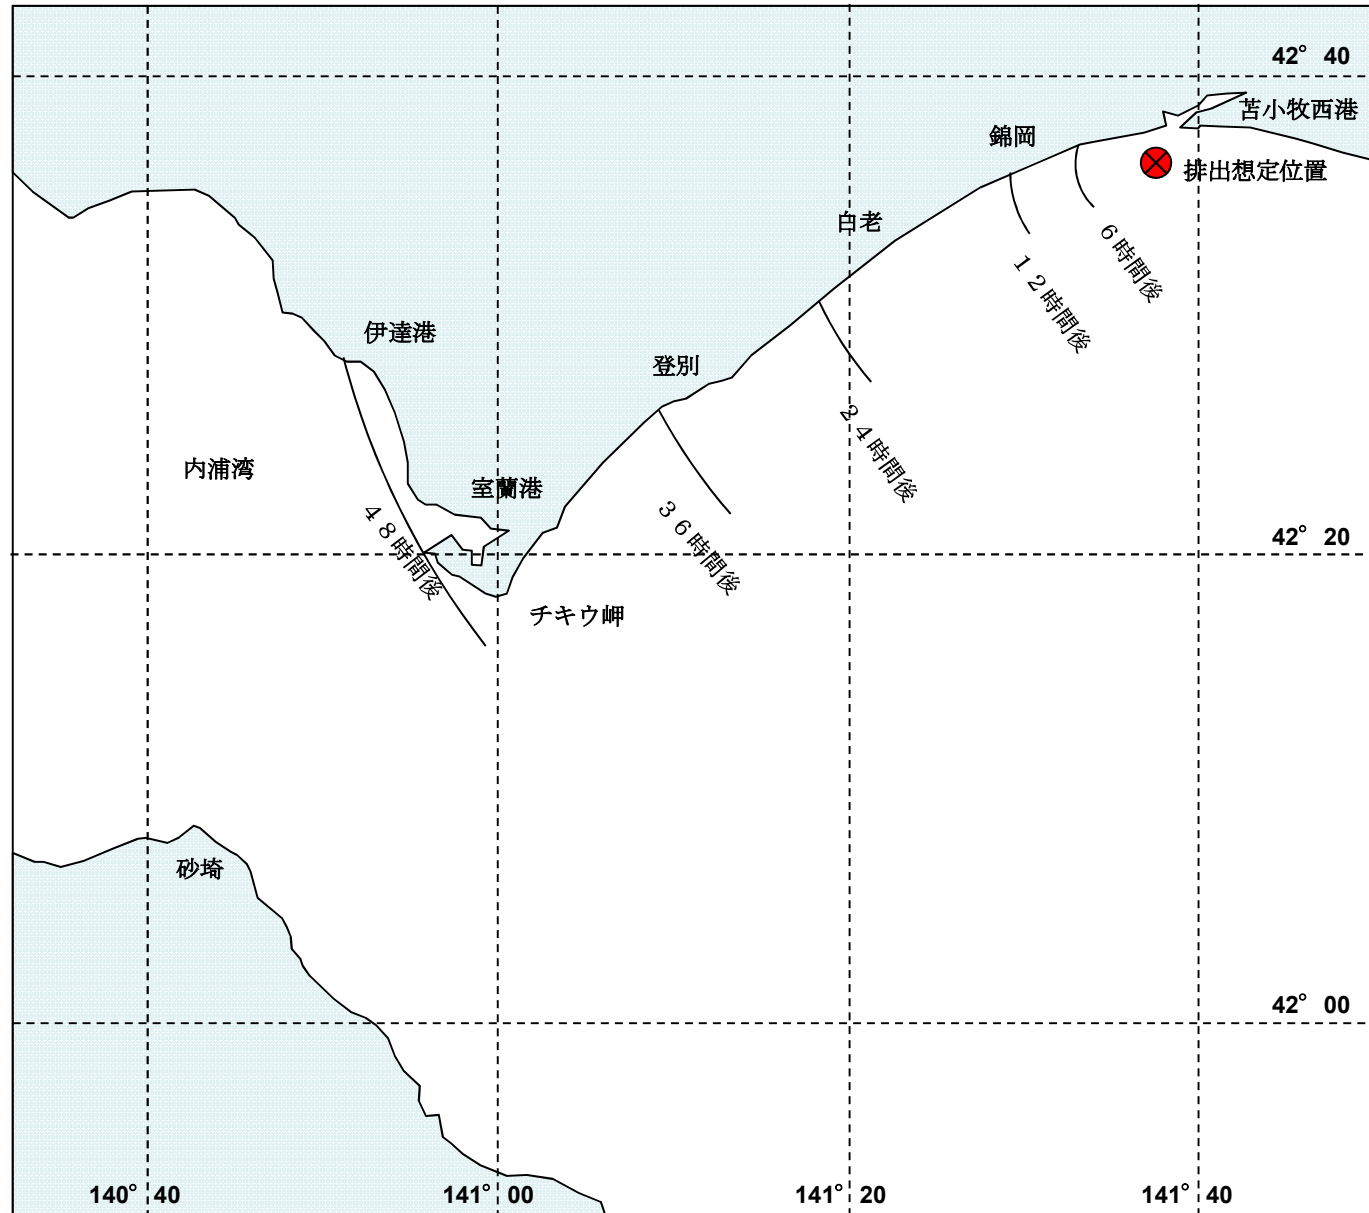 42° 40
苫小牧西港
錦岡
排出想定位置
白老
6時間後
12時間後
伊達港
登別
24時間後
内浦湾
室蘭港
48時間後
36時間後
42° 20
チキウ岬
砂埼
42° 00
140° 40
141° 00
141° 20
141° 40